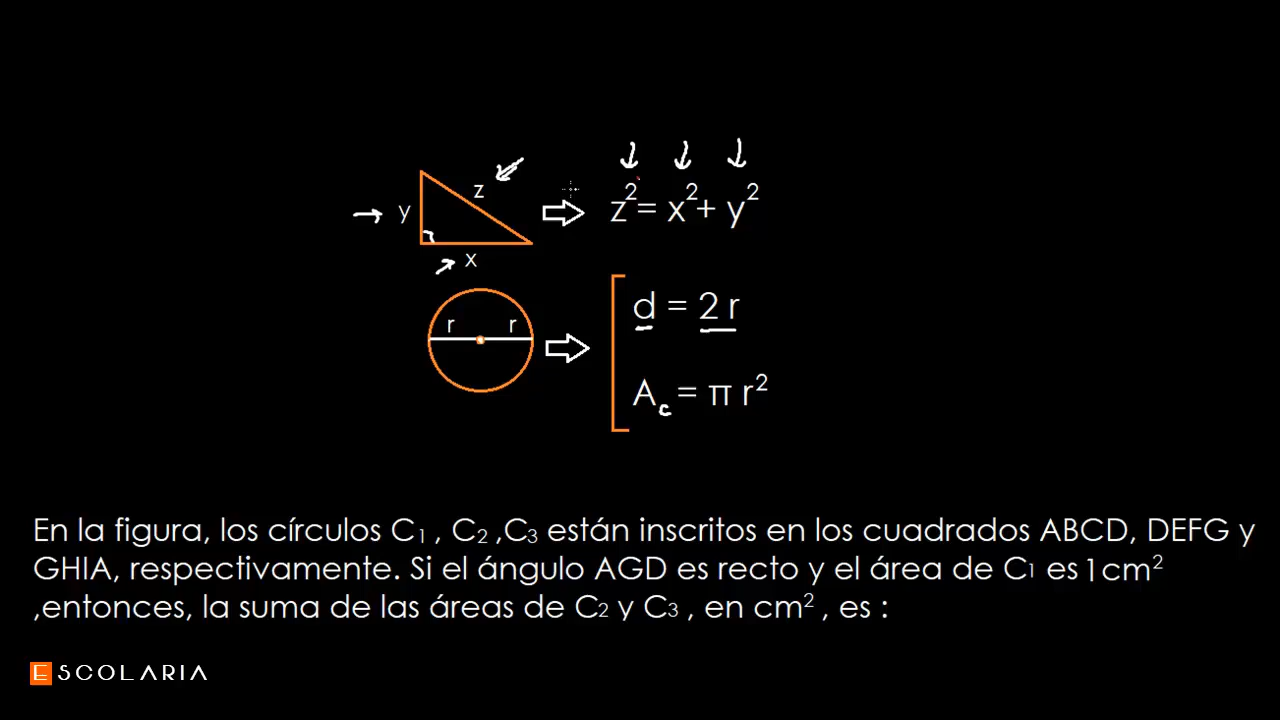 z
y
x
z²= x²+ y²
r r
d = 2 r
A_c = π r²
En la figura, los círculos C₁ , C₂ ,C₃ están inscritos en los cuadrados ABCD, DEFG y
GHIA, respectivamente. Si el ángulo AGD es recto y el área de C₁ es 1cm²
,entonces, la suma de las áreas de C₂ y C₃ , en cm² , es :
ESCOLARIA